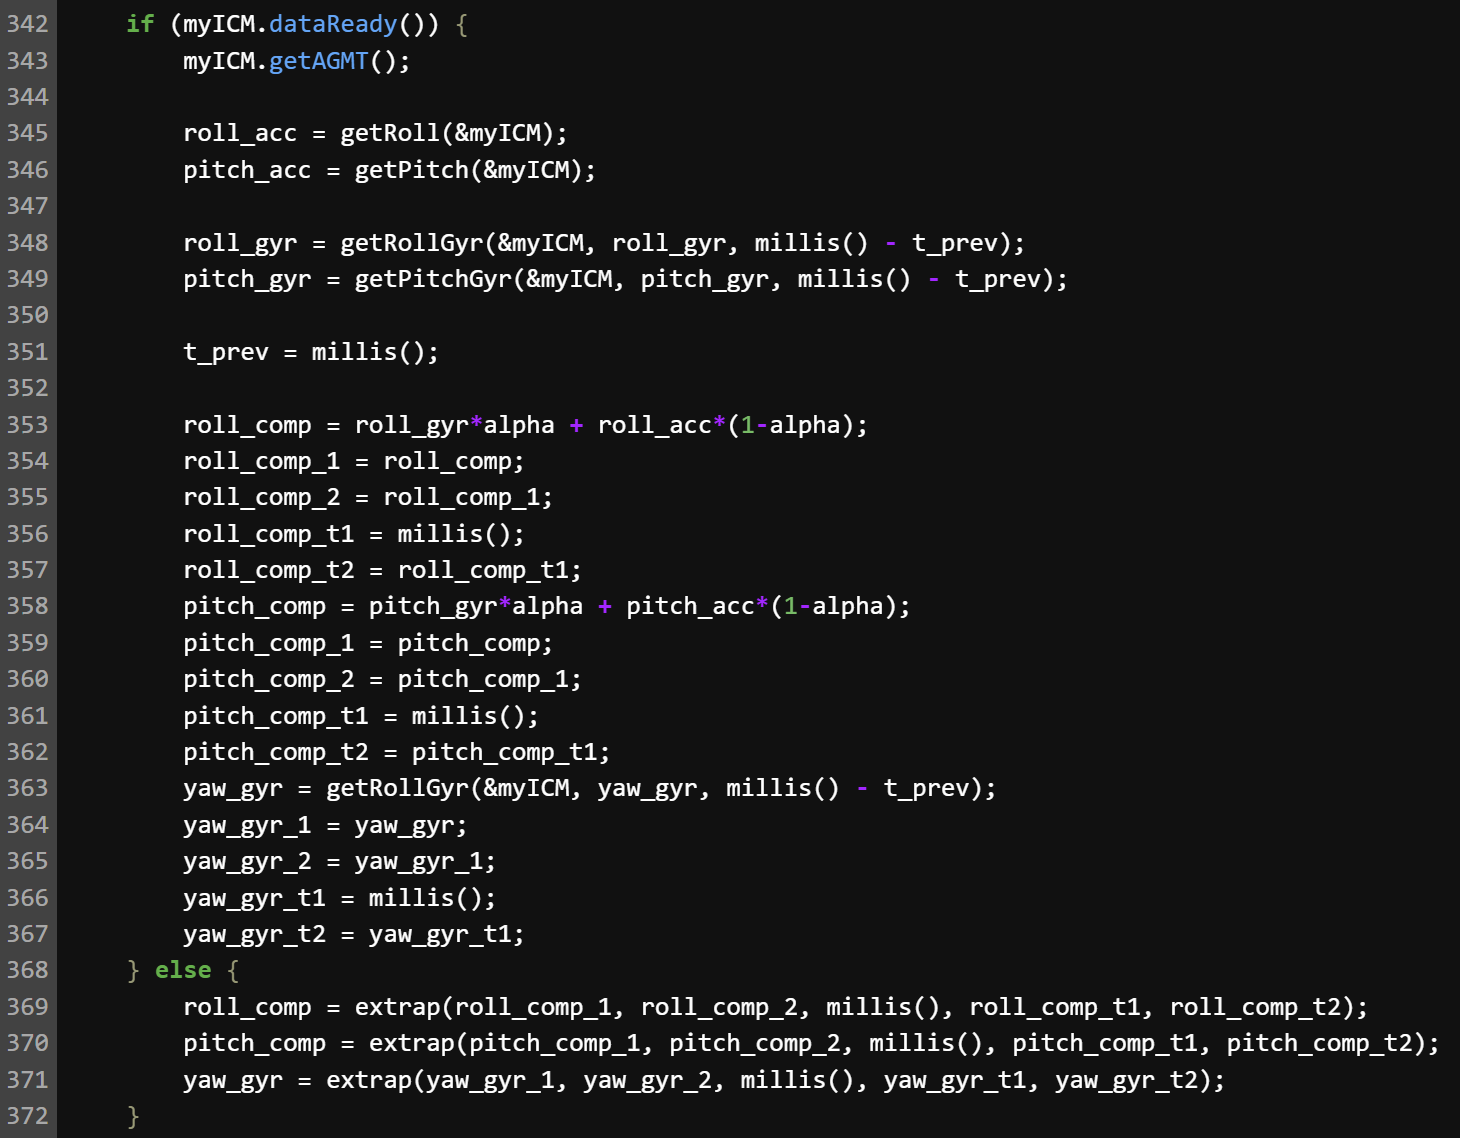 342 if (myICM.dataReady()) {
343 myICM.getAGMT();
344
345 roll_acc = getRoll(&myICM);
346 pitch_acc = getPitch(&myICM);
347
348 roll_gyr = getRollGyr(&myICM, roll_gyr, millis() - t_prev);
349 pitch_gyr = getPitchGyr(&myICM, pitch_gyr, millis() - t_prev);
350
351 t_prev = millis();
352
353 roll_comp = roll_gyr*alpha + roll_acc*(1-alpha);
354 roll_comp_1 = roll_comp;
355 roll_comp_2 = roll_comp_1;
356 roll_comp_t1 = millis();
357 roll_comp_t2 = roll_comp_t1;
358 pitch_comp = pitch_gyr*alpha + pitch_acc*(1-alpha);
359 pitch_comp_1 = pitch_comp;
360 pitch_comp_2 = pitch_comp_1;
361 pitch_comp_t1 = millis();
362 pitch_comp_t2 = pitch_comp_t1;
363 yaw_gyr = getRollGyr(&myICM, yaw_gyr, millis() - t_prev);
364 yaw_gyr_1 = yaw_gyr;
365 yaw_gyr_2 = yaw_gyr_1;
366 yaw_gyr_t1 = millis();
367 yaw_gyr_t2 = yaw_gyr_t1;
368 } else {
369 roll_comp = extrap(roll_comp_1, roll_comp_2, millis(), roll_comp_t1, roll_comp_t2);
370 pitch_comp = extrap(pitch_comp_1, pitch_comp_2, millis(), pitch_comp_t1, pitch_comp_t2);
371 yaw_gyr = extrap(yaw_gyr_1, yaw_gyr_2, millis(), yaw_gyr_t1, yaw_gyr_t2);
372 }